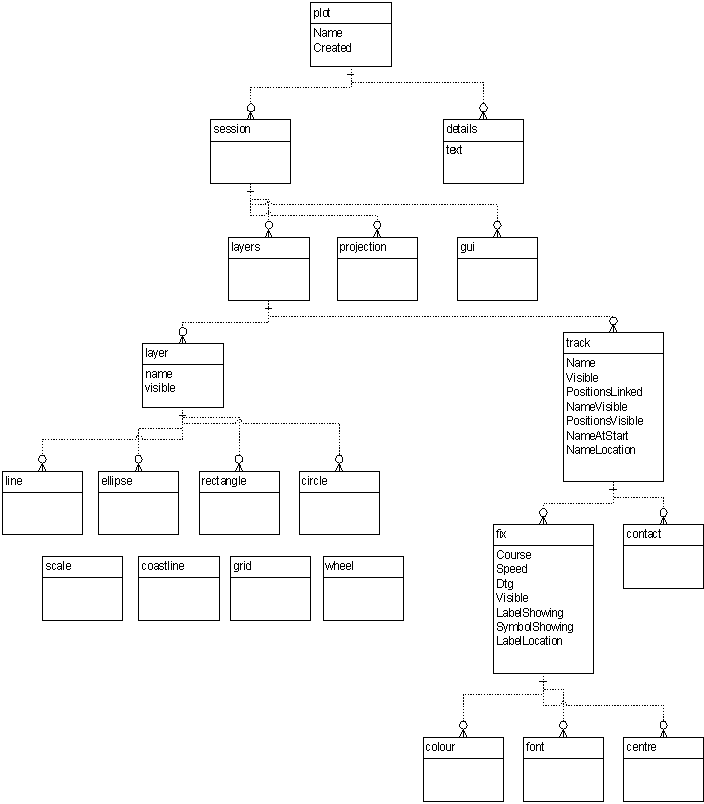 plot
Name
Created
session
details
text
layers
projection
gui
layer
name
visible
track
Name
Visible
PositionsLinked
NameVisible
PositionsVisible
NameAtStart
NameLocation
line
ellipse
rectangle
circle
fix
Course
Speed
Dtg
Visible
LabelShowing
SymbolShowing
LabelLocation
contact
scale
coastline
grid
wheel
colour
font
centre